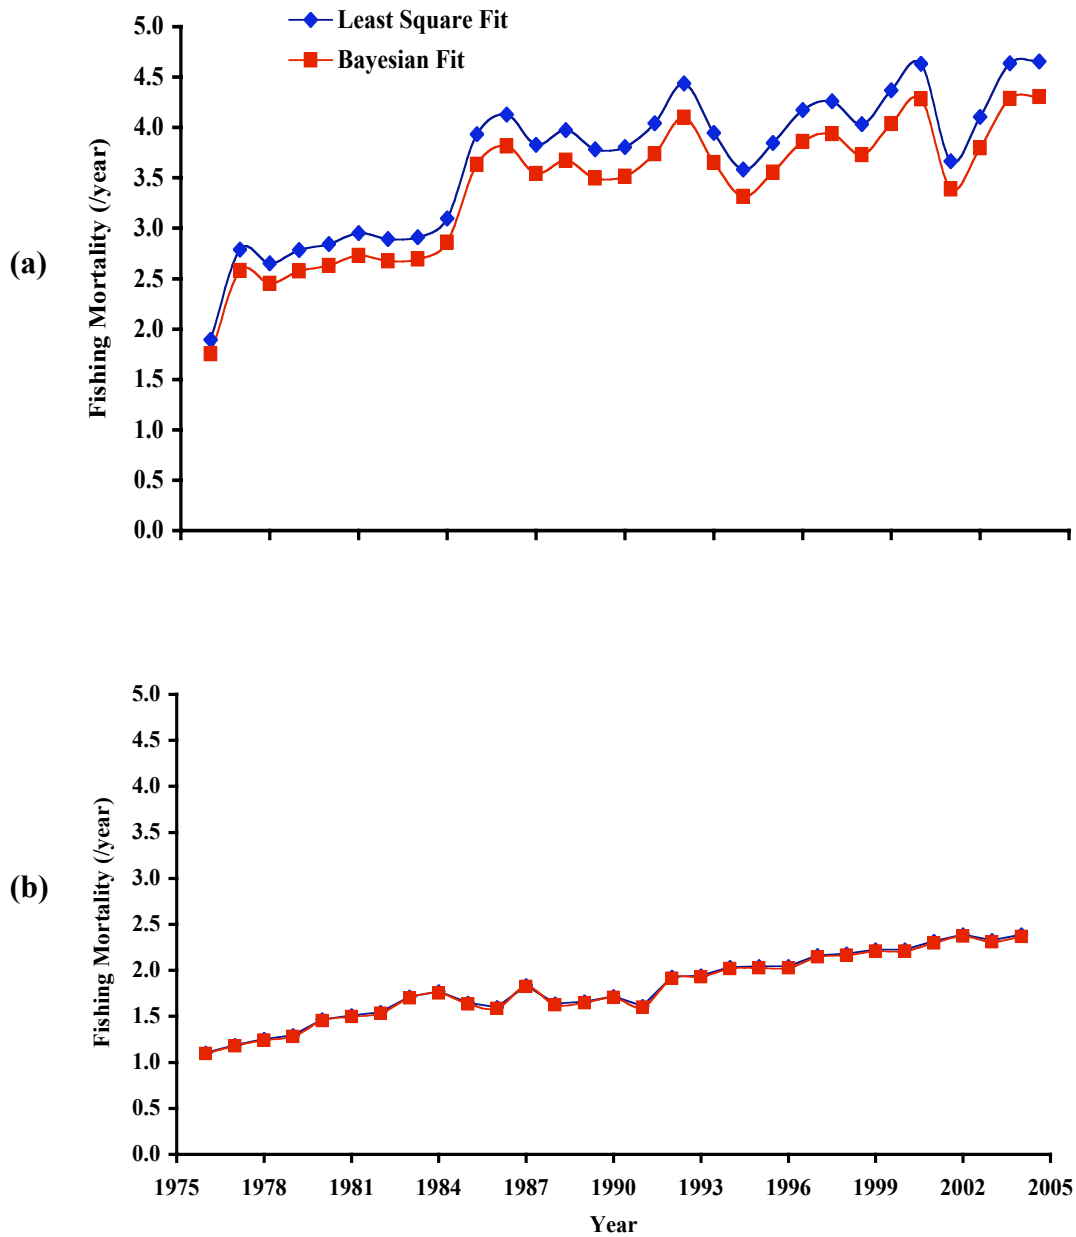 5.0
Least Square Fit
4.5
Bayesian Fit
4.0
3.5
3.0
2.5
2.0
1.5
1.0
0.5
0.0
Fishing Mortality (/year)
(a)
5.0
4.5
4.0
3.5
3.0
2.5
2.0
1.5
1.0
0.5
0.0
Fishing Mortality (/year)
(b)
1975 1978 1981 1984 1987 1990 1993 1996 1999 2002 2005
Year